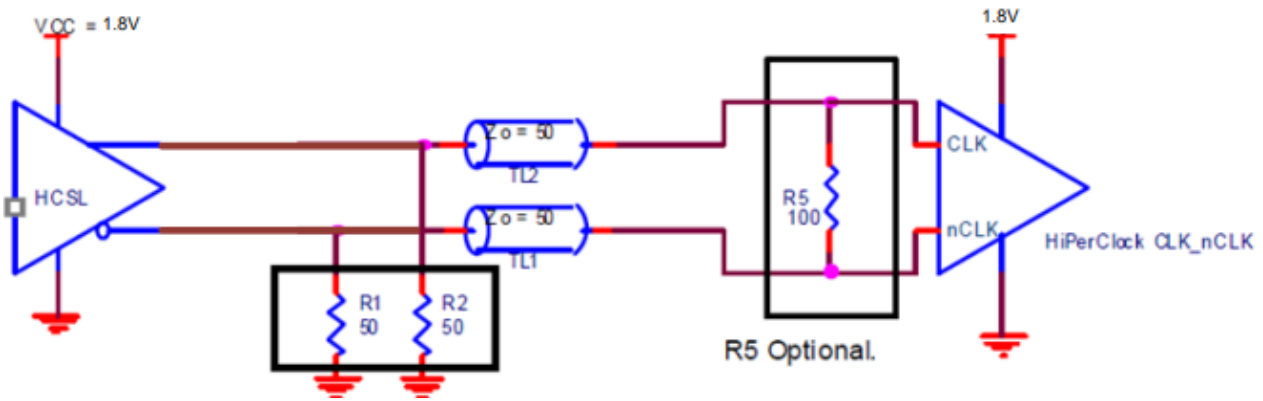 VCC = 1.8V
1.8V
HCSL
Zo = 50
TL2
Zo = 50
TL1
R1
50
R2
50
R5
100
CLK
nCLK
HiPerClock CLK_nCLK
R5 Optional.